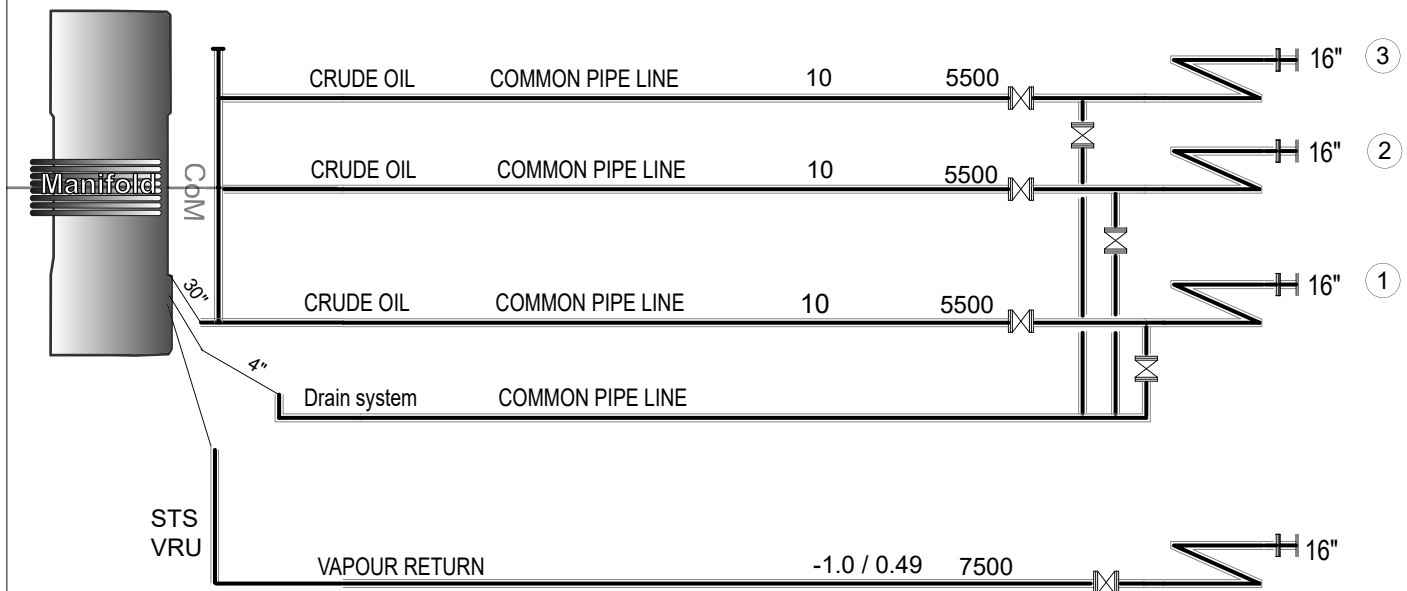 CRUDE OIL COMMON PIPE LINE 10 5500 16" 3
CRUDE OIL COMMON PIPE LINE 10 5500 16" 2
Manifold CoM
30" CRUDE OIL COMMON PIPE LINE 10 5500 16" 1
4" Drain system COMMON PIPE LINE
STS
VRU
VAPOUR RETURN -1.0 / 0.49 7500 16"